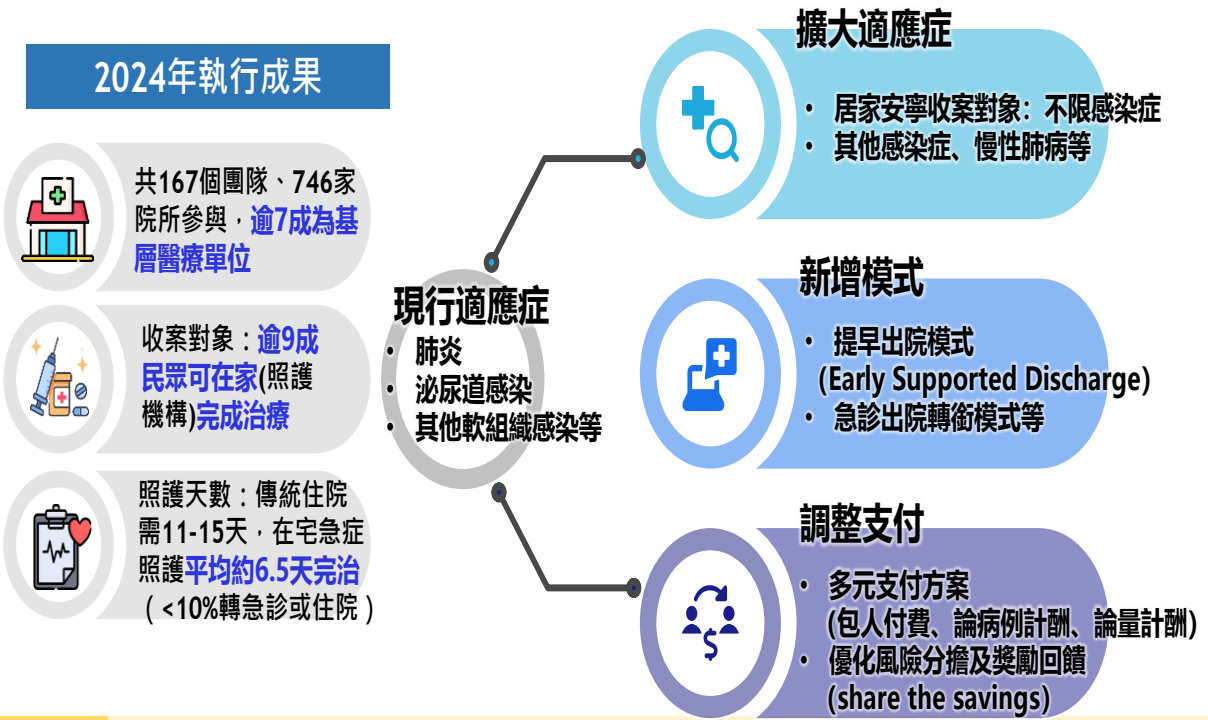 2024年執行成果
共167個團隊、746家
院所參與，逾7成為基
層醫療單位
收案對象：逾9成
民眾可在家(照護
機構)完成治療
照護天數：傳統住院
需11-15天，在宅急症
照護平均約6.5天完治
（<10%轉急診或住院）
現行適應症
• 肺炎
• 泌尿道感染
• 其他軟組織感染等
擴大適應症
• 居家安寧收案對象：不限感染症
• 其他感染症、慢性肺病等
新增模式
• 提早出院模式
(Early Supported Discharge)
• 急診出院轉銜模式等
調整支付
• 多元支付方案
(包人付費、論病例計酬、論量計酬)
• 優化風險分擔及獎勵回饋
(share the savings)